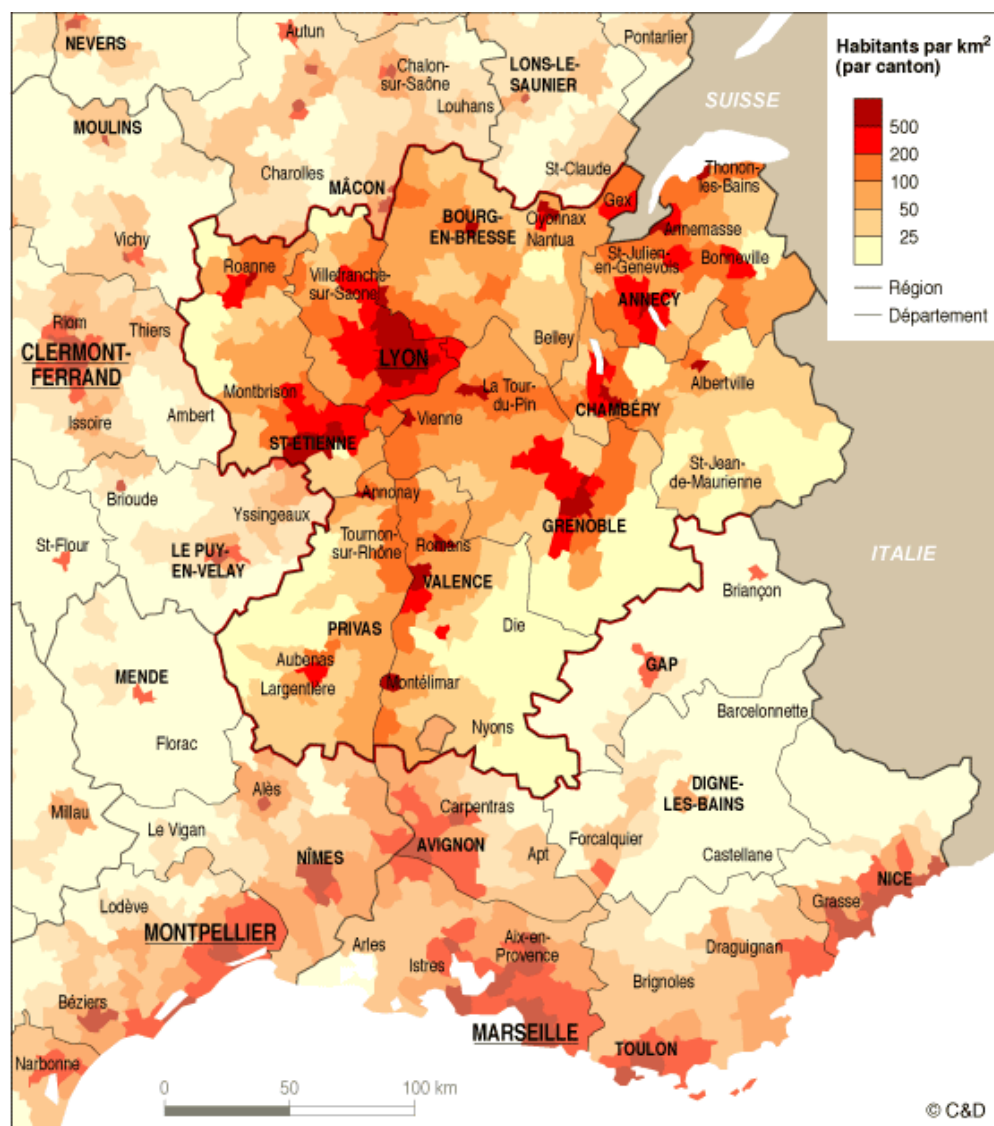 NEVERS
Autun
Pontarlier
Habitants par km²
(par canton)
Chalon-
sur-Saône
LONS-LE-
SAUNIER
Louhans
SUISSE
MOULINS
500
200
100
50
25
Charolles
St-Claude
Thonon-
les-Bains
MÂCON
Gex
Oyonnax
BOURG-
EN-BRESSE
Nantua
Annemasse
Vichy
Roanne
Villefranche-
sur-Saone
St-Julien-
en-Genevois
Bonneville
Région
Département
ANNECY
Riom
Thiers
CLERMONT-
FERRAND
Belley
LYON
Montbrison
La Tour-
du-Pin
Albertville
CHAMBÉRY
Ambert
Issoire
Vienne
ST-ETIENNE
St-Jean
de-Maurienne
Brioude
Annonay
Yssingeaux
GRENOBLE
St-Flour
LE PUY-
EN-VELAY
Tournon-
sur-Rhône
Romans
ITALIE
VALENCE
Briançon
PRIVAS
Die
Aubenas
GAP
MENDE
Largentière
Montélimar
Barcelonnette
Nyons
Florac
DIGNE-
LES-BAINS
Alès
Carpentras
Millau
Le Vigan
AVIGNON
Forcalquier
Apt
Castellane
NÎMES
NICE
Grasse
Lodève
MONTPELLIER
Arles
Aix-en-
Provence
Draguignan
Istres
Brignoles
Béziers
MARSEILLE
TOULON
Narbonne
0 50 100 km
© C&D